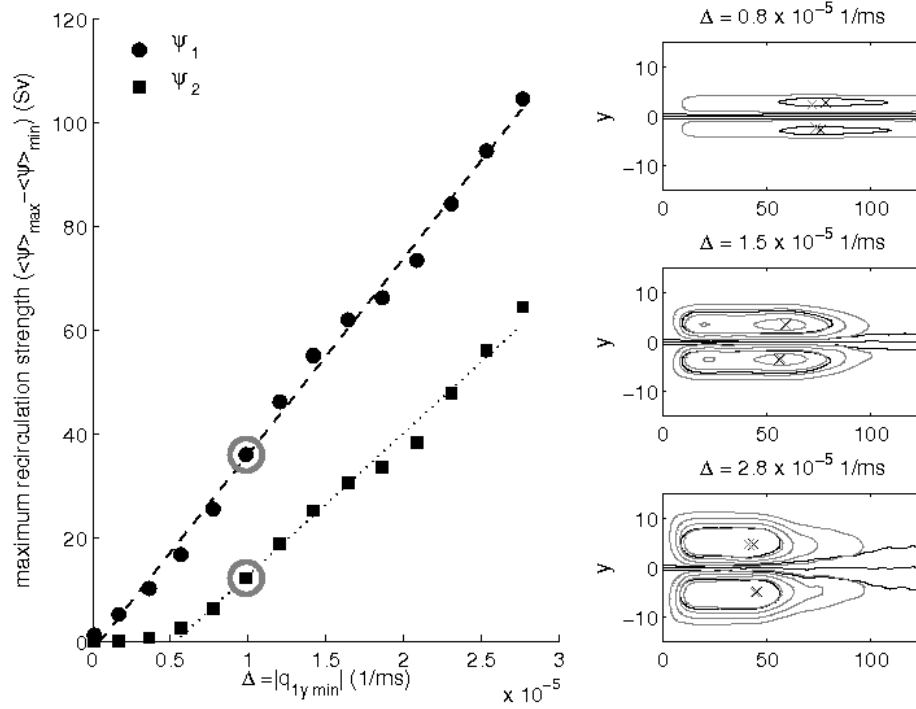 maximum recirculation strength (<ψ>max−<ψ>min) (Sv)
120
100
80
60
40
20
0
ψ1
ψ2
0
0.5
1
1.5
2
2.5
3
x 10^-5
Δ =|q1y min| (1/ms)
Δ = 0.8 x 10^-5 1/ms
y
10
0
−10
0
50
100
Δ = 1.5 x 10^-5 1/ms
y
10
0
−10
0
50
100
Δ = 2.8 x 10^-5 1/ms
y
10
0
−10
0
50
100